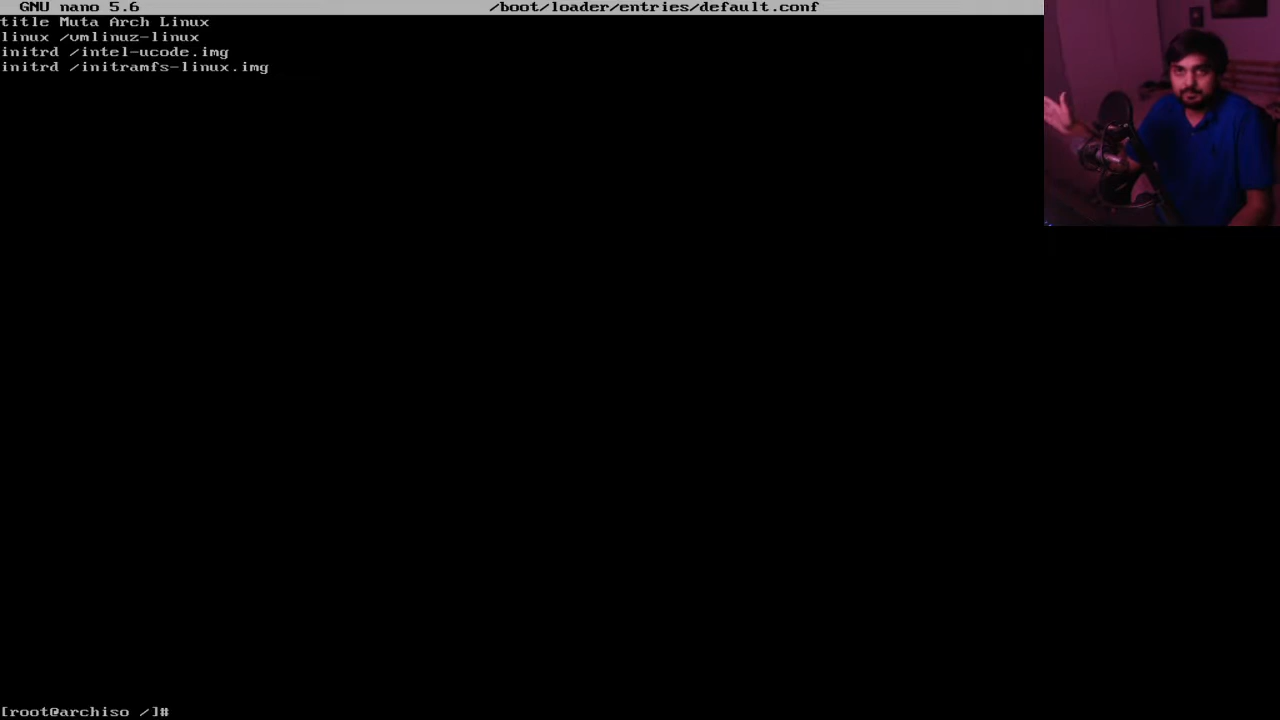 GNU nano 5.6 /boot/loader/entries/default.conf
title Muta Arch Linux
linux /vmlinuz-linux
initrd /intel-ucode.img
initrd /initramfs-linux.img
[root@archiso /]#